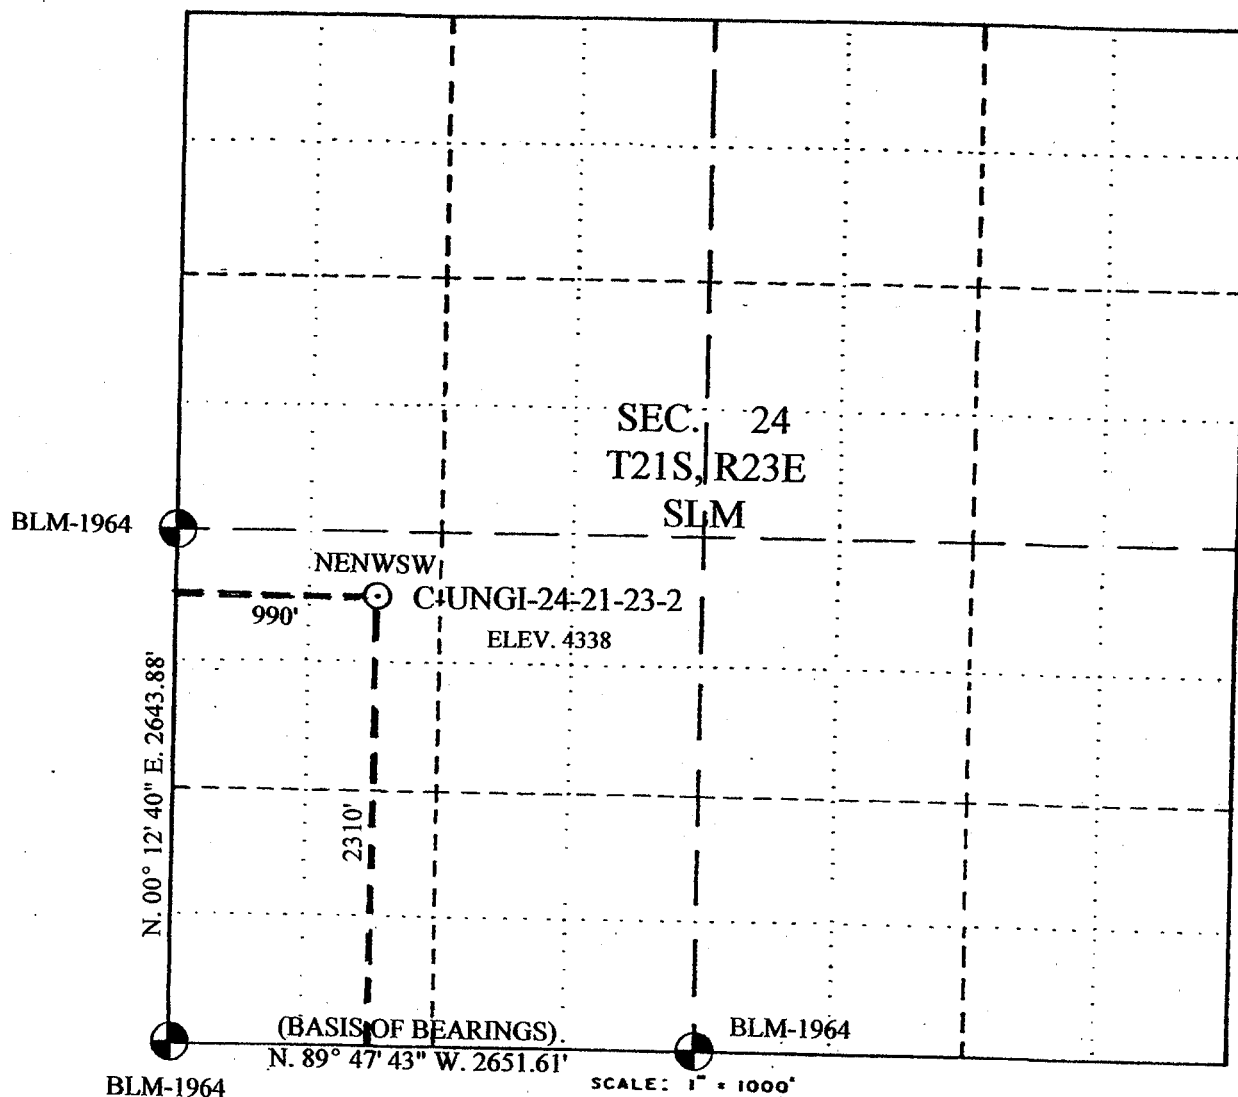 SEC. 24
T21S, R23E
SLM
BLM-1964
NENWSW
C-UNGI-24-21-23-2
990'
ELEV. 4338
N. 00° 12' 40" E. 2643.88'
2310'
(BASIS OF BEARINGS)
N. 89° 47' 43" W. 2651.61'
BLM-1964
BLM-1964
SCALE: 1" = 1000'